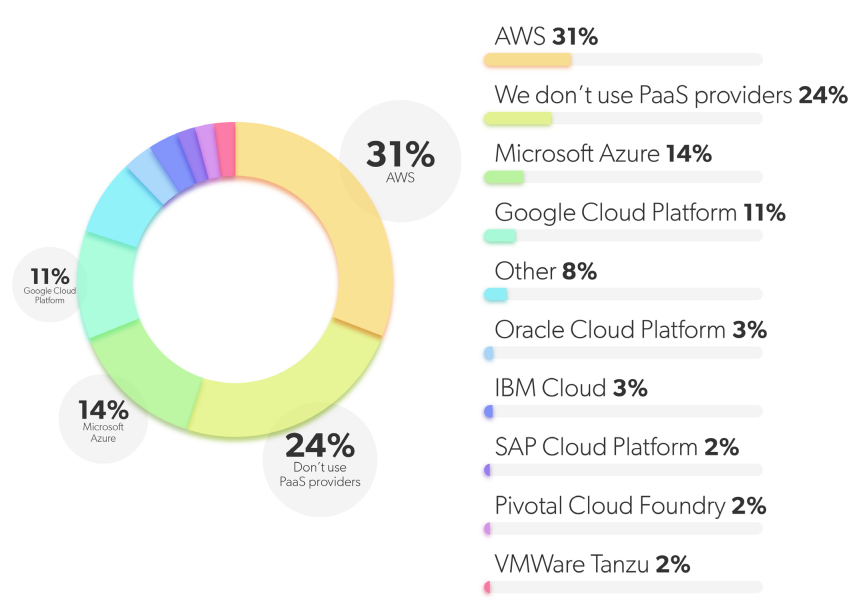 31%
AWS
11%
Google Cloud
Platform
14%
Microsoft
Azure
24%
Don't use
PaaS providers
AWS 31%
We don't use PaaS providers 24%
Microsoft Azure 14%
Google Cloud Platform 11%
Other 8%
Oracle Cloud Platform 3%
IBM Cloud 3%
SAP Cloud Platform 2%
Pivotal Cloud Foundry 2%
VMWare Tanzu 2%